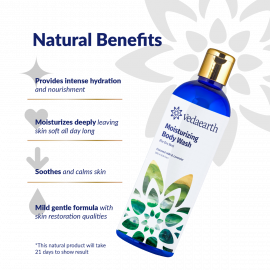 Natural Benefits
Provides intense hydration
and nourishment
Moisturizes deeply leaving
skin soft all day long
Soothes and calms skin
Mild gentle formula with
skin restoration qualities
*This natural product will take
21 days to show result
Vedaearth
Moisturizing
Body Wash